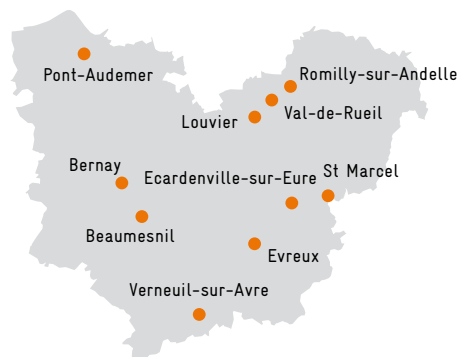 Pont-Audemer
Romilly-sur-Andelle
Val-de-Rueil
Louvier
Bernay
Ecardenville-sur-Eure
St Marcel
Beaumesnil
Evreux
Verneuil-sur-Avre